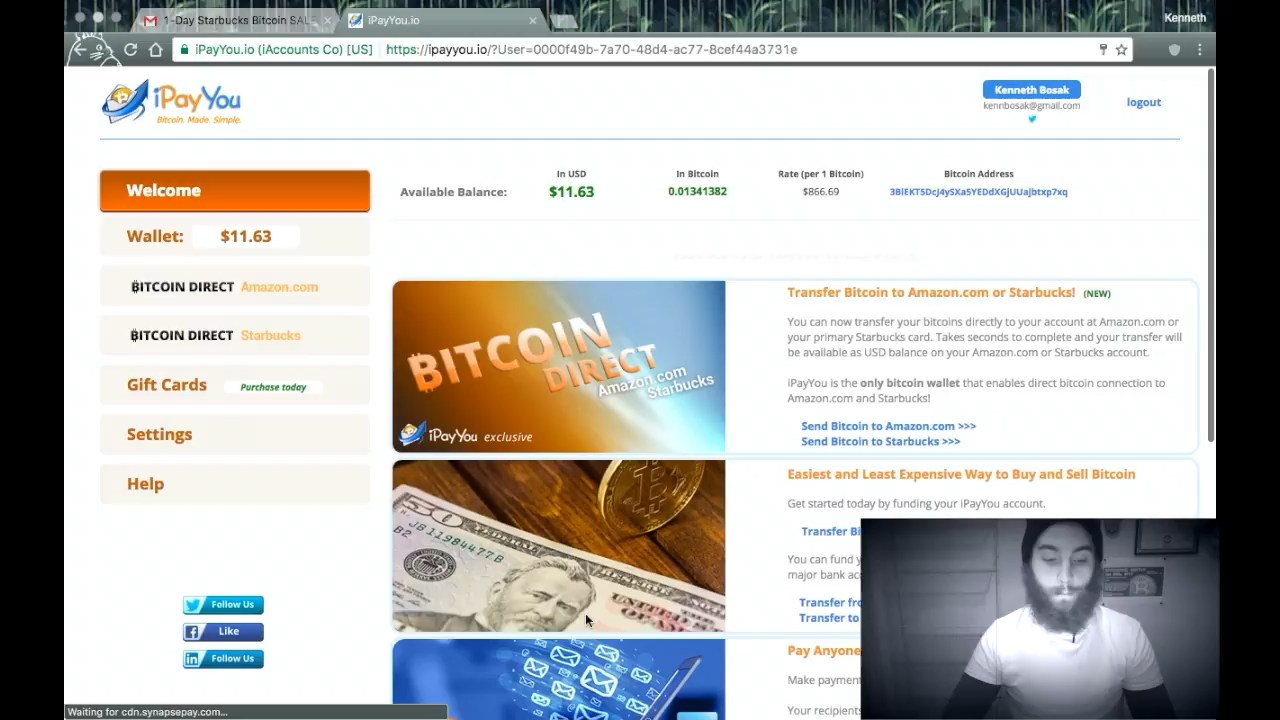 1-Day Starbucks Bitcoin SALE
iPayYou.io
Kenneth
iPayYou.io (iAccounts Co) [US]
https://ipayyou.io/?User=0000f49b-7a70-48d4-ac77-8cef44a3731e
iPayYou
Bitcoin. Made. Simple.
Kenneth Bosak
kennbosak@gmail.com
logout
Welcome
Wallet: $11.63
BITCOIN DIRECT Amazon.com
BITCOIN DIRECT Starbucks
Gift Cards Purchase today
Settings
Help
Follow Us
Like
Follow Us
Available Balance:
In USD
$11.63
In Bitcoin
0.01341382
Rate (per 1 Bitcoin)
$866.69
Bitcoin Address
BITCOIN
DIRECT
Amazon.com
Starbucks
iPayYou exclusive
Transfer Bitcoin to Amazon.com or Starbucks! (NEW)
You can now transfer your bitcoins directly to your account at Amazon.com or
your primary Starbucks card. Takes seconds to complete and your transfer will
be available as USD balance on your Amazon.com or Starbucks account.
iPayYou is the only bitcoin wallet that enables direct bitcoin connection to
Amazon.com and Starbucks!
Send Bitcoin to Amazon.com >>>
Send Bitcoin to Starbucks >>>
50
JB11984477B
B2
Easiest and Least Expensive Way to Buy and Sell Bitcoin
Get started today by funding your iPayYou account.
Transfer Bi
You can fund y
major bank acc
Transfer fro
Transfer to
Pay Anyone
Make payment
Your recipients
Waiting for cdn.synapsepay.com...